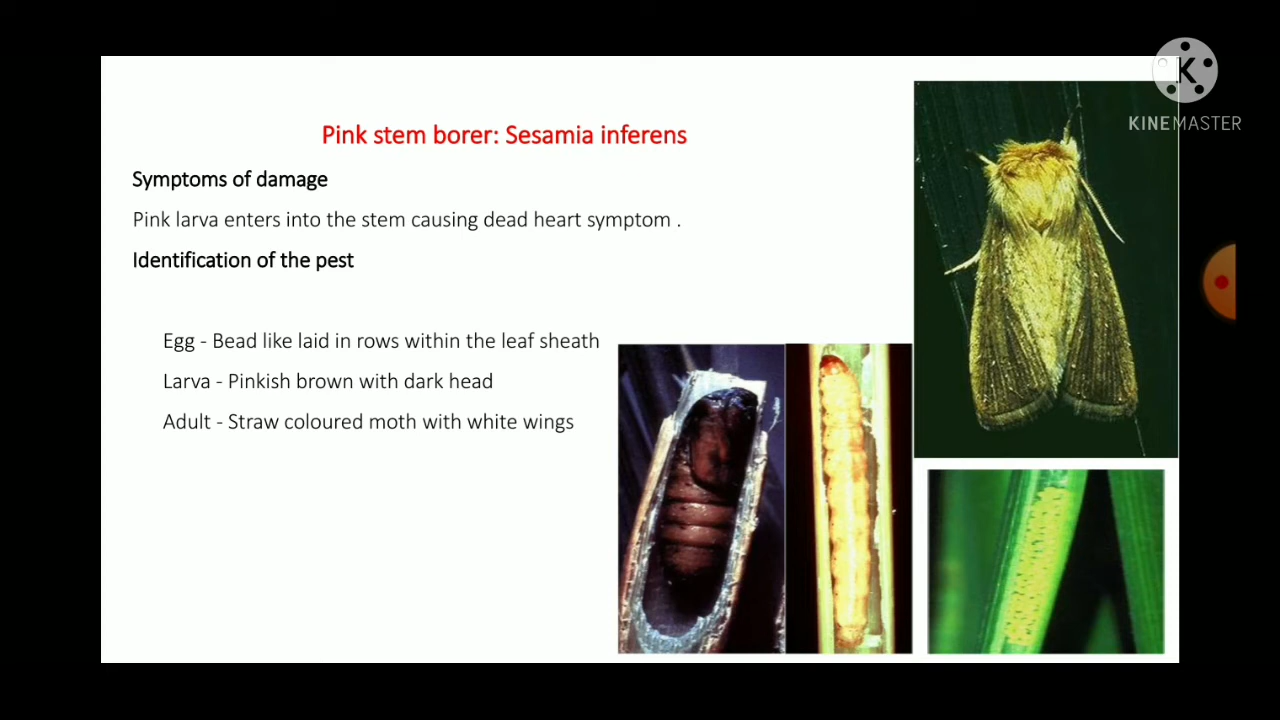 Pink stem borer: Sesamia inferens
Symptoms of damage
Pink larva enters into the stem causing dead heart symptom .
Identification of the pest
Egg - Bead like laid in rows within the leaf sheath
Larva - Pinkish brown with dark head
Adult - Straw coloured moth with white wings
K
KINEMASTER